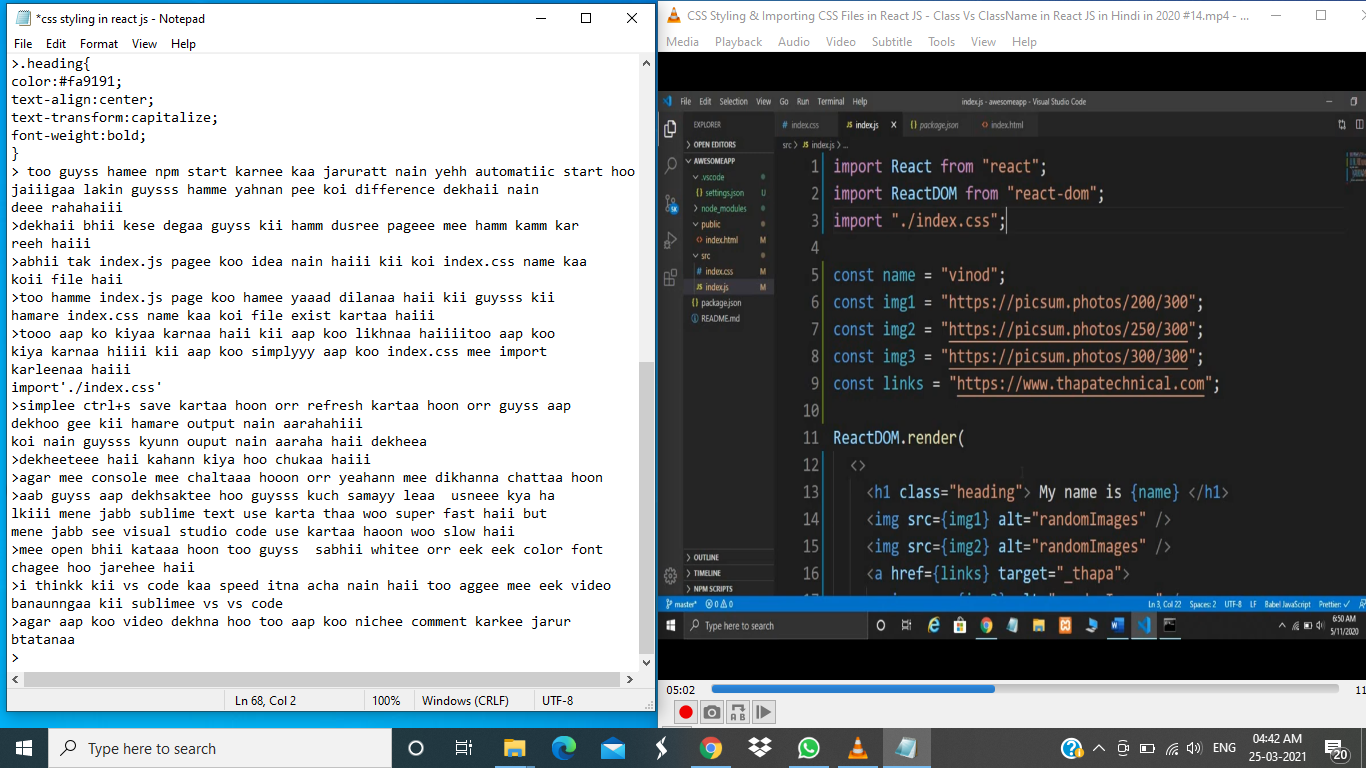 *css styling in react js - Notepad
File Edit Format View Help
>.heading{
color:#fa9191;
text-align:center;
text-transform:capitalize;
font-weight:bold;
}
> too guyss hamee npm start karnee kaa jaruratt nain yehh automatiic start hoo
jaiiigaa lakin guysss hamme yahnan pee koi difference dekhaii nain
deee rahahaiii
>dekhaii bhii kese degaa guyss kii hamm dusree pageee mee hamm kamm kar
reeh haiii
>abhii tak index.js pagee koo idea nain haiii kii koi index.css name kaa
koii file haii
>too hamme index.js page koo hamee yaaad dilanaa haii kii guysss kii
hamare index.css name kaa koi file exist kartaa haiii
>tooo aap ko kiyaa karnaa haii kii aap koo likhnaa haiiiitoo aap koo
kiya karnaa hiiii kii aap koo simplyyy aap koo index.css mee import
karleenaa haiii
import'./index.css'
>simplee ctrl+s save kartaa hoon orr refresh kartaa hoon orr guyss aap
dekhoo gee kii hamare output nain aarahahiii
koi nain guysss kyunn ouput nain aaraha haii dekheea
>dekheeteee haii kahann kiya hoo chukaa haiii
>agar mee console mee chaltaaa hooon orr yeahann mee dikhanna chattaa hoon
>aab guyss aap dekhsaktee hoo guysss kuch samayy leaa  usneee kya ha
lkiii mene jabb sublime text use karta thaa woo super fast haii but
mene jabb see visual studio code use kartaa haoon woo slow haii
>mee open bhii kataaa hoon too guyss  sabhii whitee orr eek eek color font
chagee hoo jarehee haii
>i thinkk kii vs code kaa speed itna acha nain haii too aggee mee eek video
banaunngaa kii sublimee vs vs code
>agar aap koo video dekhna hoo too aap koo nichee comment karkee jarur
btatanaa
>
Ln 68, Col 2 100% Windows (CRLF) UTF-8
CSS Styling & Importing CSS Files in React JS - Class Vs ClassName in React JS in Hindi in 2020 #14.mp4 - ...
Media Playback Audio Video Subtitle Tools View Help
File Edit Selection View Go Run Terminal Help index.js - awesomeapp - Visual Studio Code
EXPLORER
OPEN EDITORS
AWESOMEAPP
.vscode
settings.json U
node_modules
public
index.html M
src
index.css M
index.js M
package.json
README.md
OUTLINE
TIMELINE
NPM SCRIPTS
# index.css JS index.js {} package.json index.html
src > JS index.js > ...
1 import React from "react";
2 import ReactDOM from "react-dom";
3 import "./index.css";
4
5 const name = "vinod";
6 const img1 = "https://picsum.photos/200/300";
7 const img2 = "https://picsum.photos/250/300";
8 const img3 = "https://picsum.photos/300/300";
9 const links = "https://www.thapatechnical.com";
10
11 ReactDOM.render(
12 <>
13 <h1 class="heading"> My name is {name} </h1>
14 <img src={img1} alt="randomImages" />
15 <img src={img2} alt="randomImages" />
16 <a href={links} target="_thapa">
master* 0 0 Ln 3, Col 22 Spaces: 2 UTF-8 LF Babel JavaScript Prettier: ✓
Type here to search
6:50 AM
5/11/2020
05:02
Type here to search
ENG
04:42 AM
25-03-2021
20